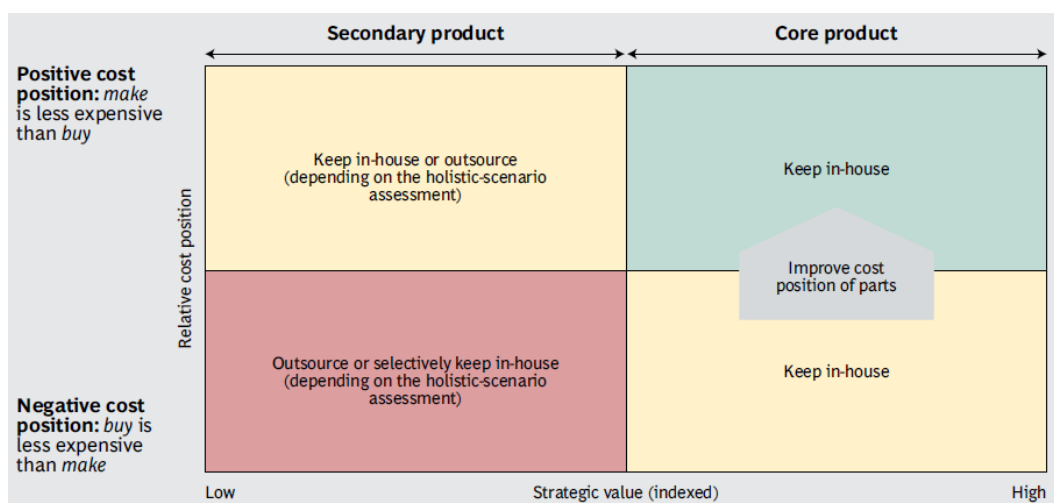 Secondary product
Core product
Positive cost
position: make
is less expensive
than buy
Keep in-house or outsource
(depending on the holistic-scenario
assessment)
Keep in-house
Relative cost position
Improve cost
position of parts
Outsource or selectively keep in-house
(depending on the holistic-scenario
assessment)
Keep in-house
Negative cost
position: buy is
less expensive
than make
Low
Strategic value (indexed)
High